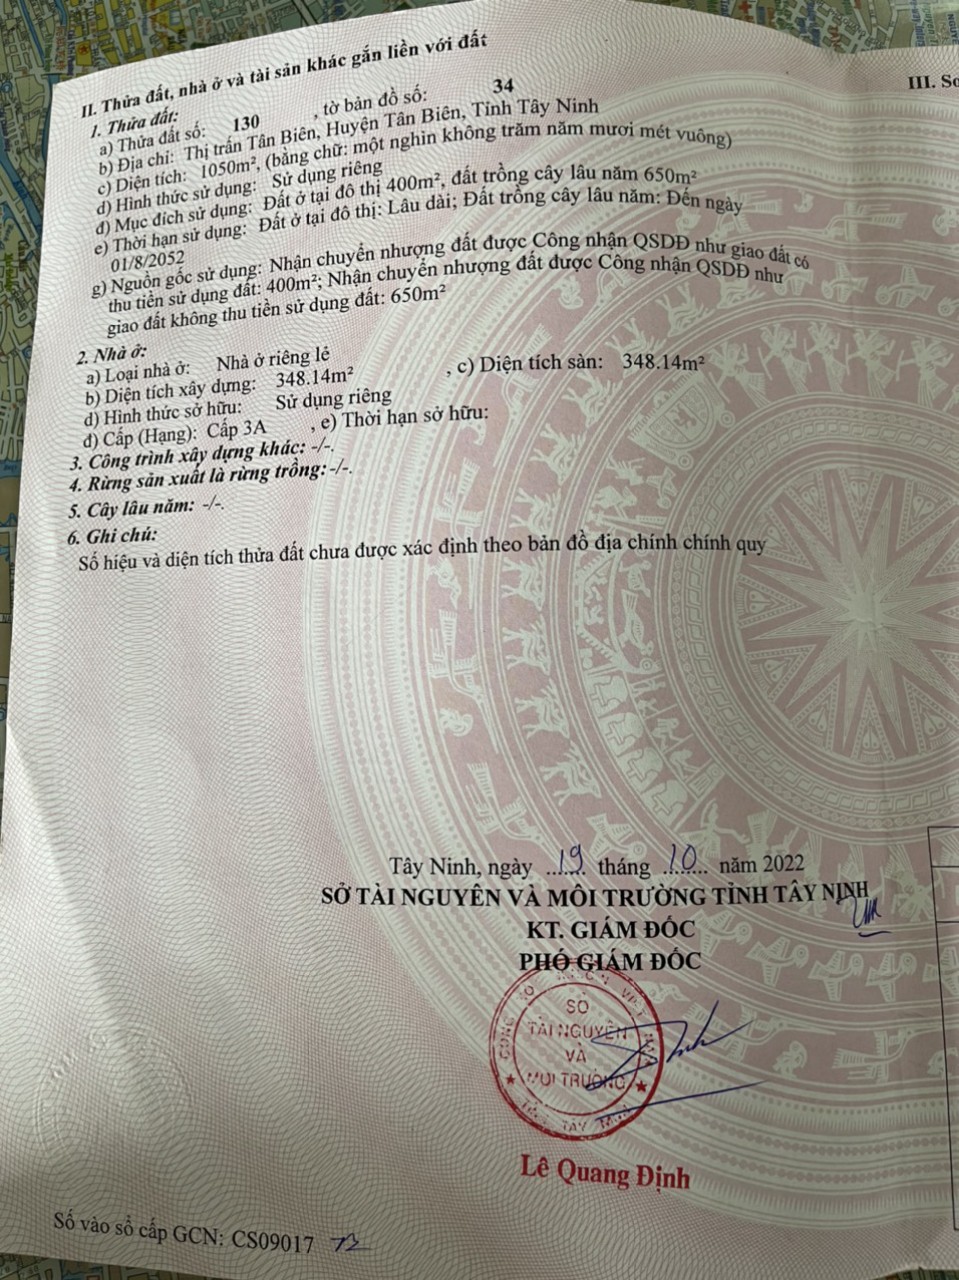 II. Thửa đất, nhà ở và tài sản khác gắn liền với đất
III. Sơ
1. Thửa đất:
a) Thửa đất số: 130 , tờ bản đồ số: 34
b) Địa chỉ: Thị trấn Tân Biên, Huyện Tân Biên, Tỉnh Tây Ninh
c) Diện tích: 1050m², (bằng chữ: một nghìn không trăm năm mươi mét vuông)
d) Hình thức sử dụng: Sử dụng riêng
đ) Mục đích sử dụng: Đất ở tại đô thị 400m², đất trồng cây lâu năm 650m²
e) Thời hạn sử dụng: Đất ở tại đô thị: Lâu dài; Đất trồng cây lâu năm: Đến ngày
01/8/2052
g) Nguồn gốc sử dụng: Nhận chuyển nhượng đất được Công nhận QSDĐ như giao đất có
thu tiền sử dụng đất: 400m²; Nhận chuyển nhượng đất được Công nhận QSDĐ như
giao đất không thu tiền sử dụng đất: 650m²
2. Nhà ở:
a) Loại nhà ở: Nhà ở riêng lẻ
b) Diện tích xây dựng: 348.14m² , c) Diện tích sàn: 348.14m²
d) Hình thức sở hữu: Sử dụng riêng
đ) Cấp (Hạng): Cấp 3A , e) Thời hạn sở hữu:
3. Công trình xây dựng khác: -/-.
4. Rừng sản xuất là rừng trồng: -/-.
5. Cây lâu năm: -/-.
6. Ghi chú:
Số hiệu và diện tích thửa đất chưa được xác định theo bản đồ địa chính chính quy
Tây Ninh, ngày 19 tháng 10 năm 2022
SỞ TÀI NGUYÊN VÀ MÔI TRƯỜNG TỈNH TÂY NINH
KT. GIÁM ĐỐC
PHÓ GIÁM ĐỐC
SỞ
TÀI NGUYÊN
VÀ
MÔI TRƯỜNG
Lê Quang Định
Số vào sổ cấp GCN: CS09017